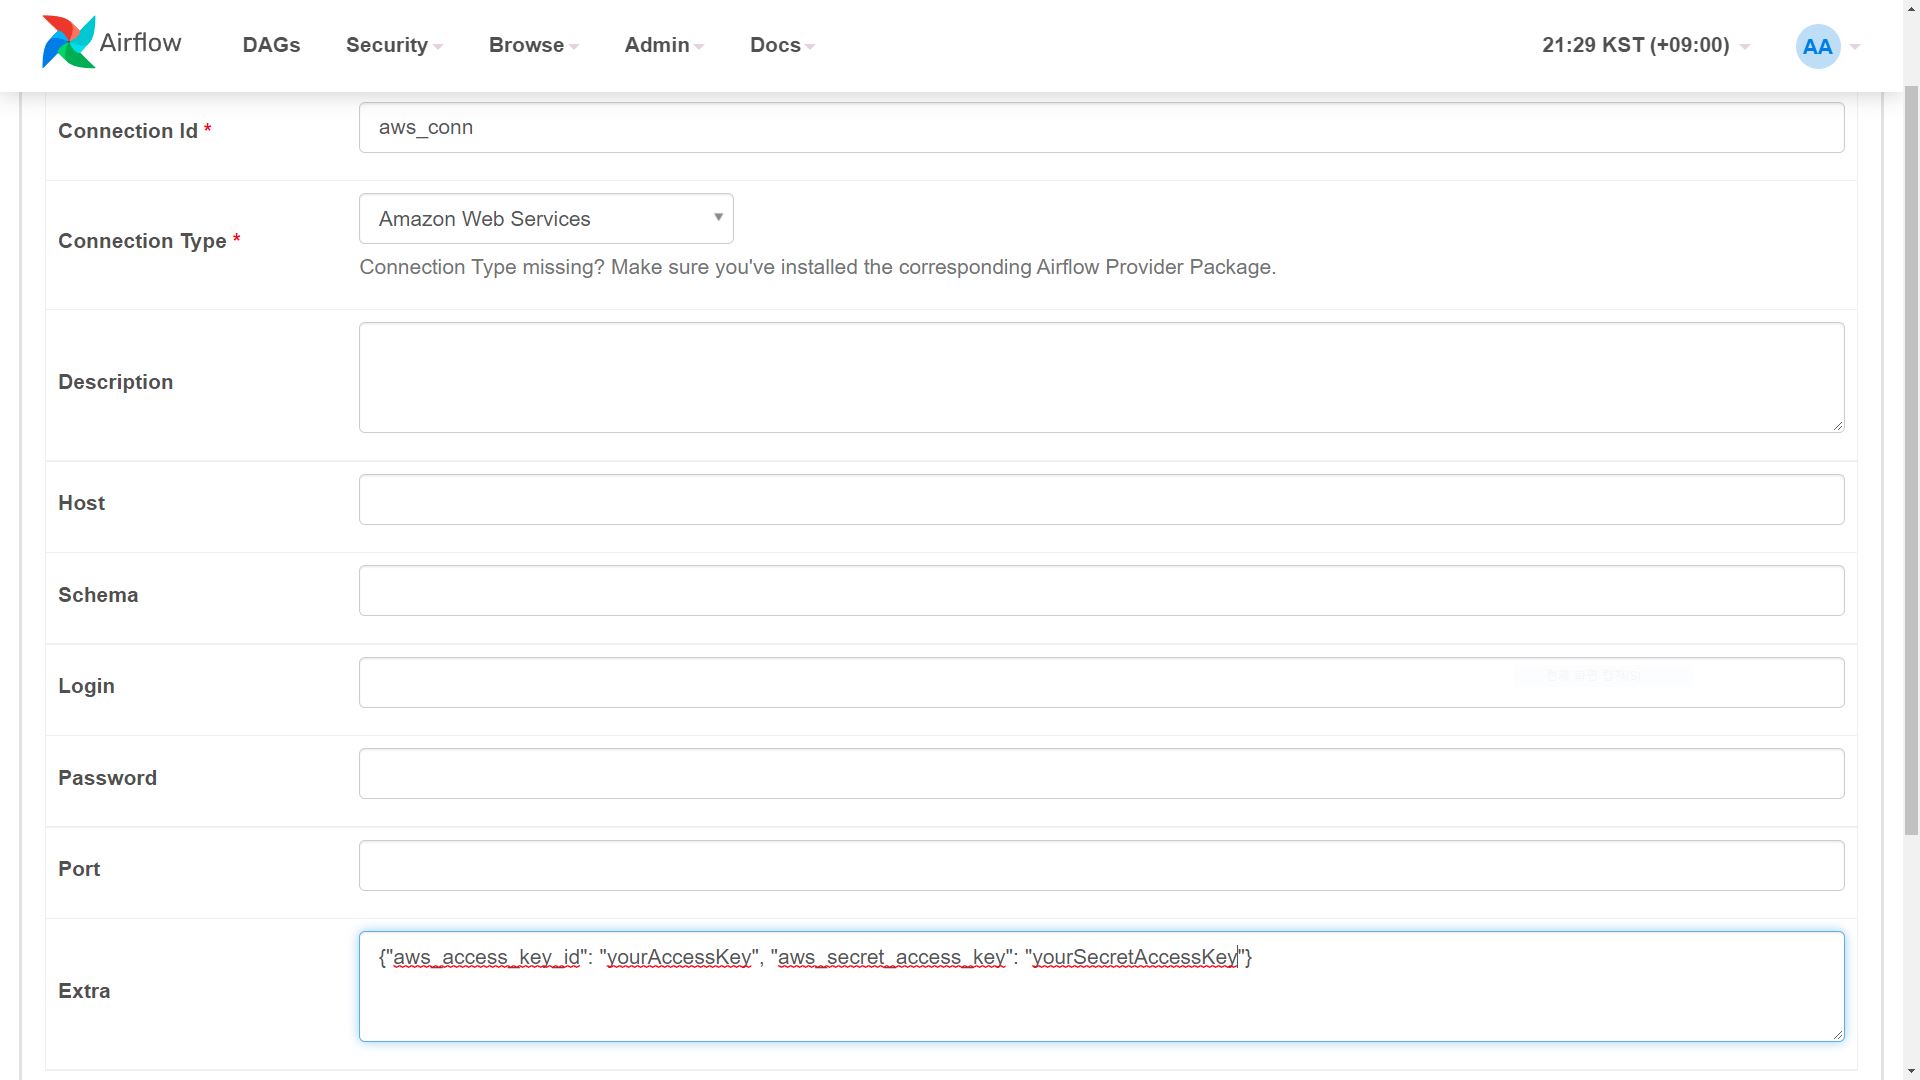 Airflow DAGs Security Browse Admin Docs 21:29 KST (+09:00) AA
Connection Id * aws_conn
Connection Type * Amazon Web Services
Connection Type missing? Make sure you've installed the corresponding Airflow Provider Package.
Description
Host
Schema
Login
Password
Port
Extra {"aws_access_key_id": "yourAccessKey", "aws_secret_access_key": "yourSecretAccessKey"}